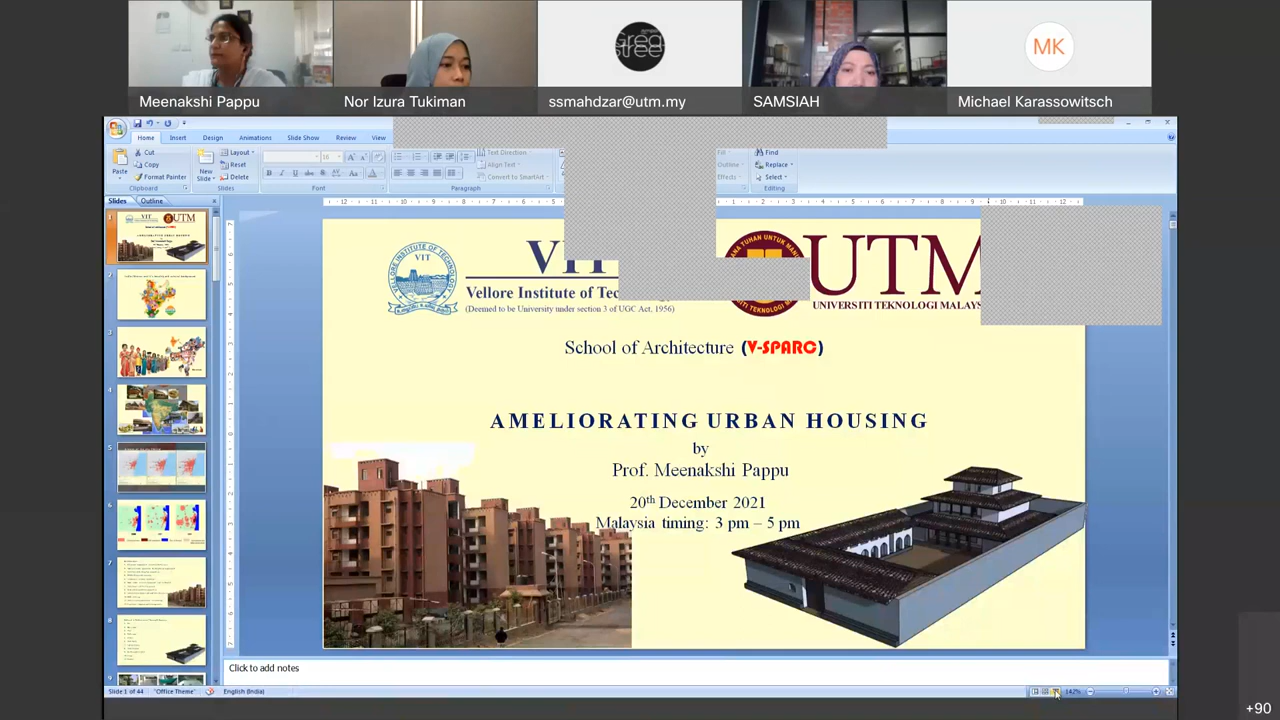 Meenakshi Pappu
Nor Izura Tukiman
ssmahdzar@utm.my
SAMSIAH
MK
Michael Karassowitsch
Home Insert Design Animations Slide Show Review View
Cut
Copy
Format Painter
Paste
Clipboard
New
Slide
Layout
Reset
Delete
Slides
Font
Text Direction
Align Text
Convert to SmartArt
Paragraph
Fill
Outline
Effects
Find
Replace
Select
Editing
Slides Outline
VIT
Vellore Institute of Tec
(Deemed to be University under section 3 of UGC Act, 1956)
UTM
UNIVERSITI TEKNOLOGI MALAYS
School of Architecture (V-SPARC)
AMELIORATING URBAN HOUSING
by
Prof. Meenakshi Pappu
20th December 2021
Malaysia timing: 3 pm – 5 pm
Click to add notes
Slide 1 of 44 "Office Theme" English (India) 142%
+90